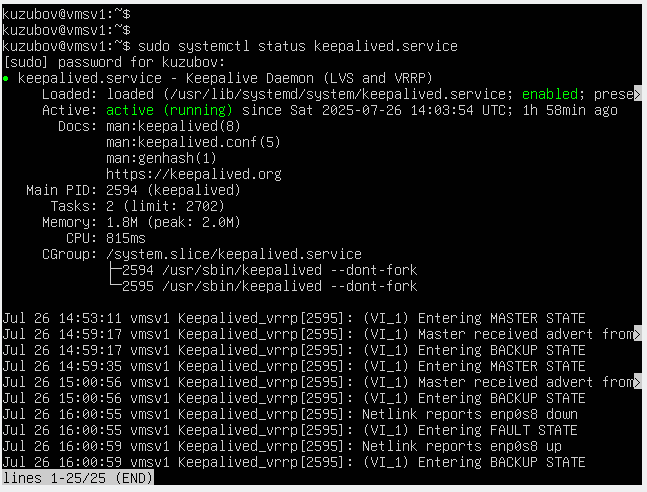 kuzubov@vmsv1:~$
kuzubov@vmsv1:~$
kuzubov@vmsv1:~$ sudo systemctl status keepalived.service
[sudo] password for kuzubov:
● keepalived.service - Keepalive Daemon (LVS and VRRP)
     Loaded: loaded (/usr/lib/systemd/system/keepalived.service; enabled; prese>
     Active: active (running) since Sat 2025-07-26 14:03:54 UTC; 1h 58min ago
       Docs: man:keepalived(8)
             man:keepalived.conf(5)
             man:genhash(1)
             https://keepalived.org
   Main PID: 2594 (keepalived)
      Tasks: 2 (limit: 2702)
     Memory: 1.8M (peak: 2.0M)
        CPU: 815ms
     CGroup: /system.slice/keepalived.service
             ├─2594 /usr/sbin/keepalived --dont-fork
             └─2595 /usr/sbin/keepalived --dont-fork
Jul 26 14:53:11 vmsv1 Keepalived_vrrp[2595]: (VI_1) Entering MASTER STATE
Jul 26 14:59:17 vmsv1 Keepalived_vrrp[2595]: (VI_1) Master received advert from>
Jul 26 14:59:17 vmsv1 Keepalived_vrrp[2595]: (VI_1) Entering BACKUP STATE
Jul 26 14:59:35 vmsv1 Keepalived_vrrp[2595]: (VI_1) Entering MASTER STATE
Jul 26 15:00:56 vmsv1 Keepalived_vrrp[2595]: (VI_1) Master received advert from>
Jul 26 15:00:56 vmsv1 Keepalived_vrrp[2595]: (VI_1) Entering BACKUP STATE
Jul 26 16:00:55 vmsv1 Keepalived_vrrp[2595]: Netlink reports enp0s8 down
Jul 26 16:00:55 vmsv1 Keepalived_vrrp[2595]: (VI_1) Entering FAULT STATE
Jul 26 16:00:59 vmsv1 Keepalived_vrrp[2595]: Netlink reports enp0s8 up
Jul 26 16:00:59 vmsv1 Keepalived_vrrp[2595]: (VI_1) Entering BACKUP STATE
lines 1-25/25 (END)